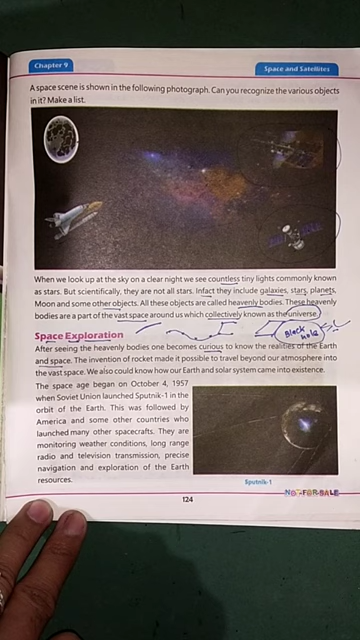 Chapter 9
Space and Satellites
A space scene is shown in the following photograph. Can you recognize the various objects
in it? Make a list.
When we look up at the sky on a clear night we see countless tiny lights commonly known
as stars. But scientifically, they are not all stars. Infact they include galaxies, stars, planets,
Moon and some other objects. All these objects are called heavenly bodies. These heavenly
bodies are a part of the vast space around us which collectively known as the universe.
Black
hole
Space Exploration
After seeing the heavenly bodies one becomes curious to know the realities of the Earth
and space. The invention of rocket made it possible to travel beyond our atmosphere into
the vast space. We also could know how our Earth and solar system came into existence.
The space age began on October 4, 1957
when Soviet Union launched Sputnik-1 in the
orbit of the Earth. This was followed by
America and some other countries who
launched many other spacecrafts. They are
monitoring weather conditions, long range
radio and television transmission, precise
navigation and exploration of the Earth
resources.
Sputnik-1
NOT FOR SALE
124